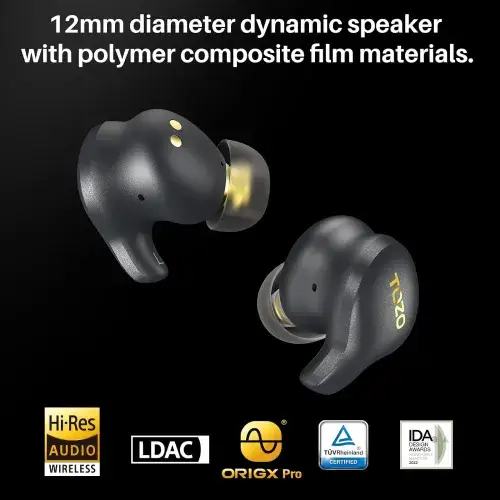 12mm diameter dynamic speaker
with polymer composite film materials.
TOZO
Hi-Res
AUDIO
WIRELESS
LDAC
ORIGX Pro
TÜVRheinland
CERTIFIED
IDA
DESIGN
AWARDS
2022